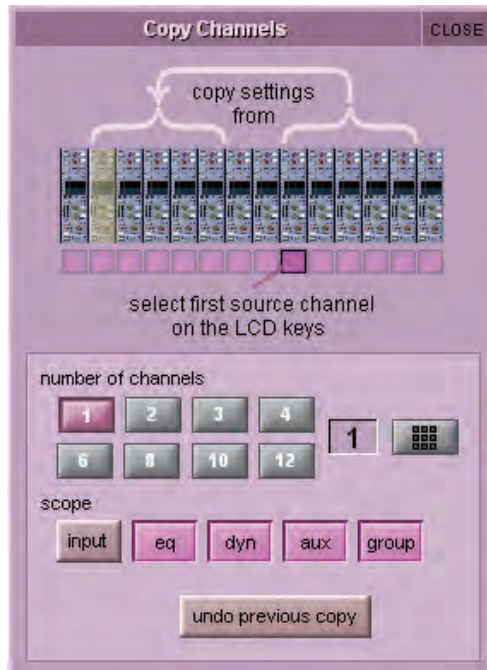 Copy Channels CLOSE
copy settings
from
select first source channel
on the LCD keys
number of channels
1 2 3 4
1
6 8 10 12
scope
input eq dyn aux group
undo previous copy